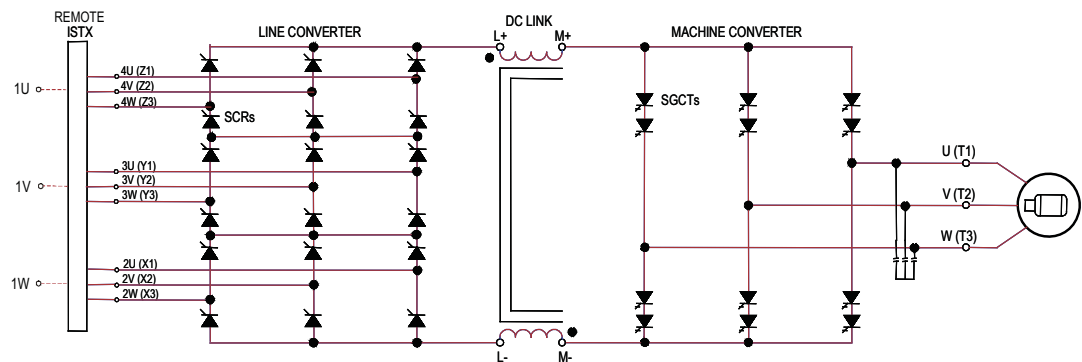 REMOTE
ISTX
LINE CONVERTER
DC LINK
MACHINE CONVERTER
L+
M+
1U
4U (Z1)
4V (Z2)
4W (Z3)
SCRs
SGCTs
1V
3U (Y1)
3V (Y2)
3W (Y3)
U (T1)
V (T2)
W (T3)
1W
2U (X1)
2V (X2)
2W (X3)
L-
M-